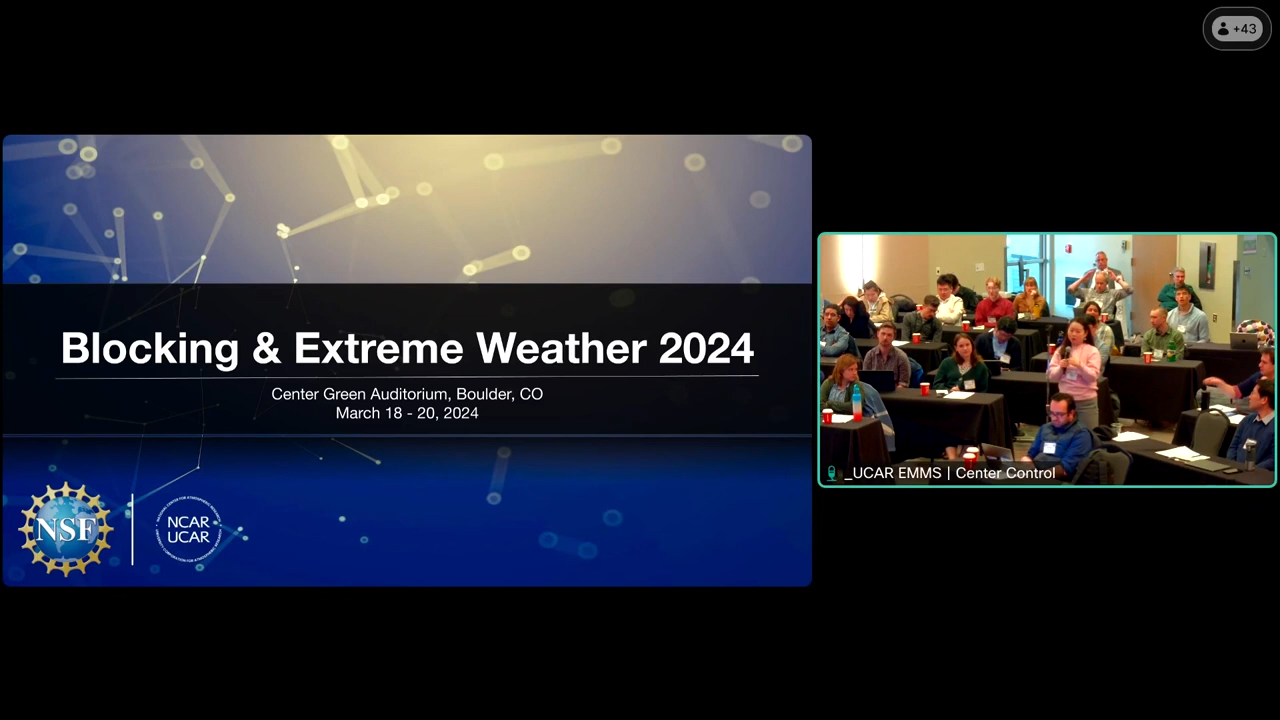 +43
Blocking & Extreme Weather 2024
Center Green Auditorium, Boulder, CO
March 18 - 20, 2024
NSF
NCAR
UCAR
_UCAR EMMS | Center Control